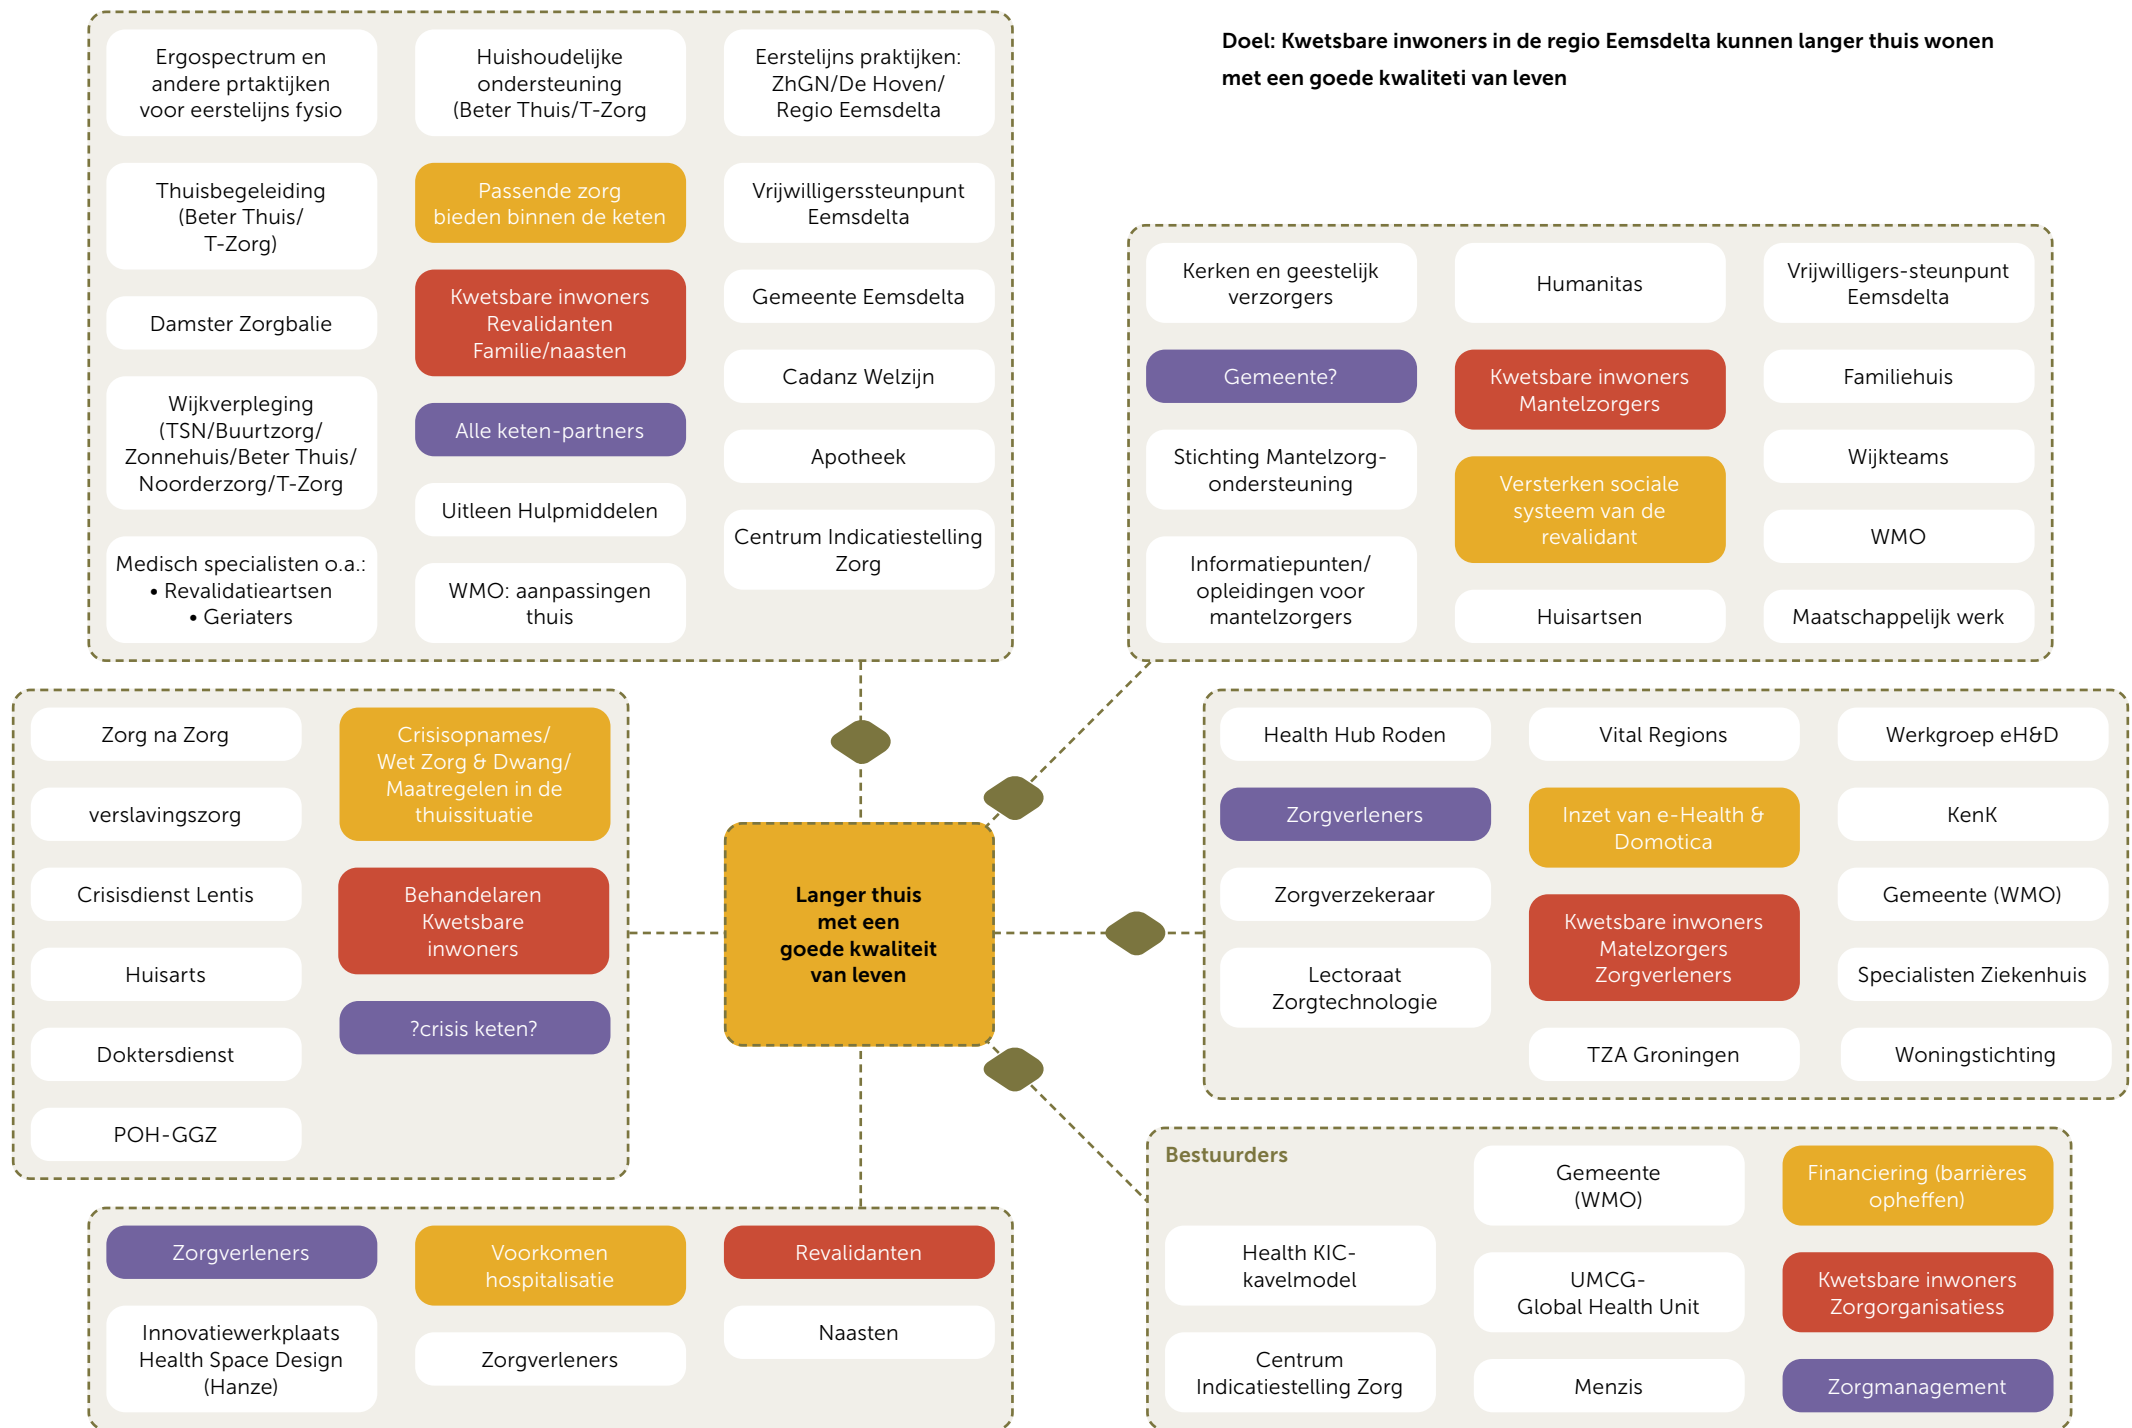 Doel: Kwetsbare inwoners in de regio Eemsdelta kunnen langer thuis wonen
met een goede kwaliteti van leven
Ergospectrum en
andere prtaktijken
voor eerstelijns fysio
Thuisbegeleiding
(Beter Thuis/
T-Zorg)
Damster Zorgbalie
Wijkverpleging
(TSN/Buurtzorg/
Zonnehuis/Beter Thuis/
Noorderzorg/T-Zorg
Medisch specialisten o.a.:
• Revalidatieartsen
• Geriaters
Huishoudelijke
ondersteuning
(Beter Thuis/T-Zorg
Passende zorg
bieden binnen de keten
Kwetsbare inwoners
Revalidanten
Familie/naasten
Alle keten-partners
Uitleen Hulpmiddelen
WMO: aanpassingen
thuis
Eerstelijns praktijken:
ZhGN/De Hoven/
Regio Eemsdelta
Vrijwilligerssteunpunt
Eemsdelta
Gemeente Eemsdelta
Cadanz Welzijn
Apotheek
Centrum Indicatiestelling
Zorg
Kerken en geestelijk
verzorgers
Gemeente?
Stichting Mantelzorg-
ondersteuning
Informatiepunten/
opleidingen voor
mantelzorgers
Humanitas
Kwetsbare inwoners
Mantelzorgers
Versterken sociale
systeem van de
revalidant
Huisartsen
Vrijwilligers-steunpunt
Eemsdelta
Familiehuis
Wijkteams
WMO
Maatschappelijk werk
Zorg na Zorg
verslavingszorg
Crisisdienst Lentis
Huisarts
Doktersdienst
POH-GGZ
Crisisopnames/
Wet Zorg & Dwang/
Maatregelen in de
thuissituatie
Behandelaren
Kwetsbare
inwoners
?crisis keten?
Langer thuis
met een
goede kwaliteit
van leven
Health Hub Roden
Zorgverleners
Zorgverzekeraar
Lectoraat
Zorgtechnologie
Vital Regions
Inzet van e-Health &
Domotica
Kwetsbare inwoners
Matelzorgers
Zorgverleners
TZA Groningen
Werkgroep eH&D
KenK
Gemeente (WMO)
Specialisten Ziekenhuis
Woningstichting
Zorgverleners
Innovatiewerkplaats
Health Space Design
(Hanze)
Voorkomen
hospitalisatie
Zorgverleners
Revalidanten
Naasten
Bestuurders
Health KIC-
kavelmodel
Centrum
Indicatiestelling Zorg
Gemeente
(WMO)
UMCG-
Global Health Unit
Menzis
Financiering (barrières
opheffen)
Kwetsbare inwoners
Zorgorganisatiess
Zorgmanagement